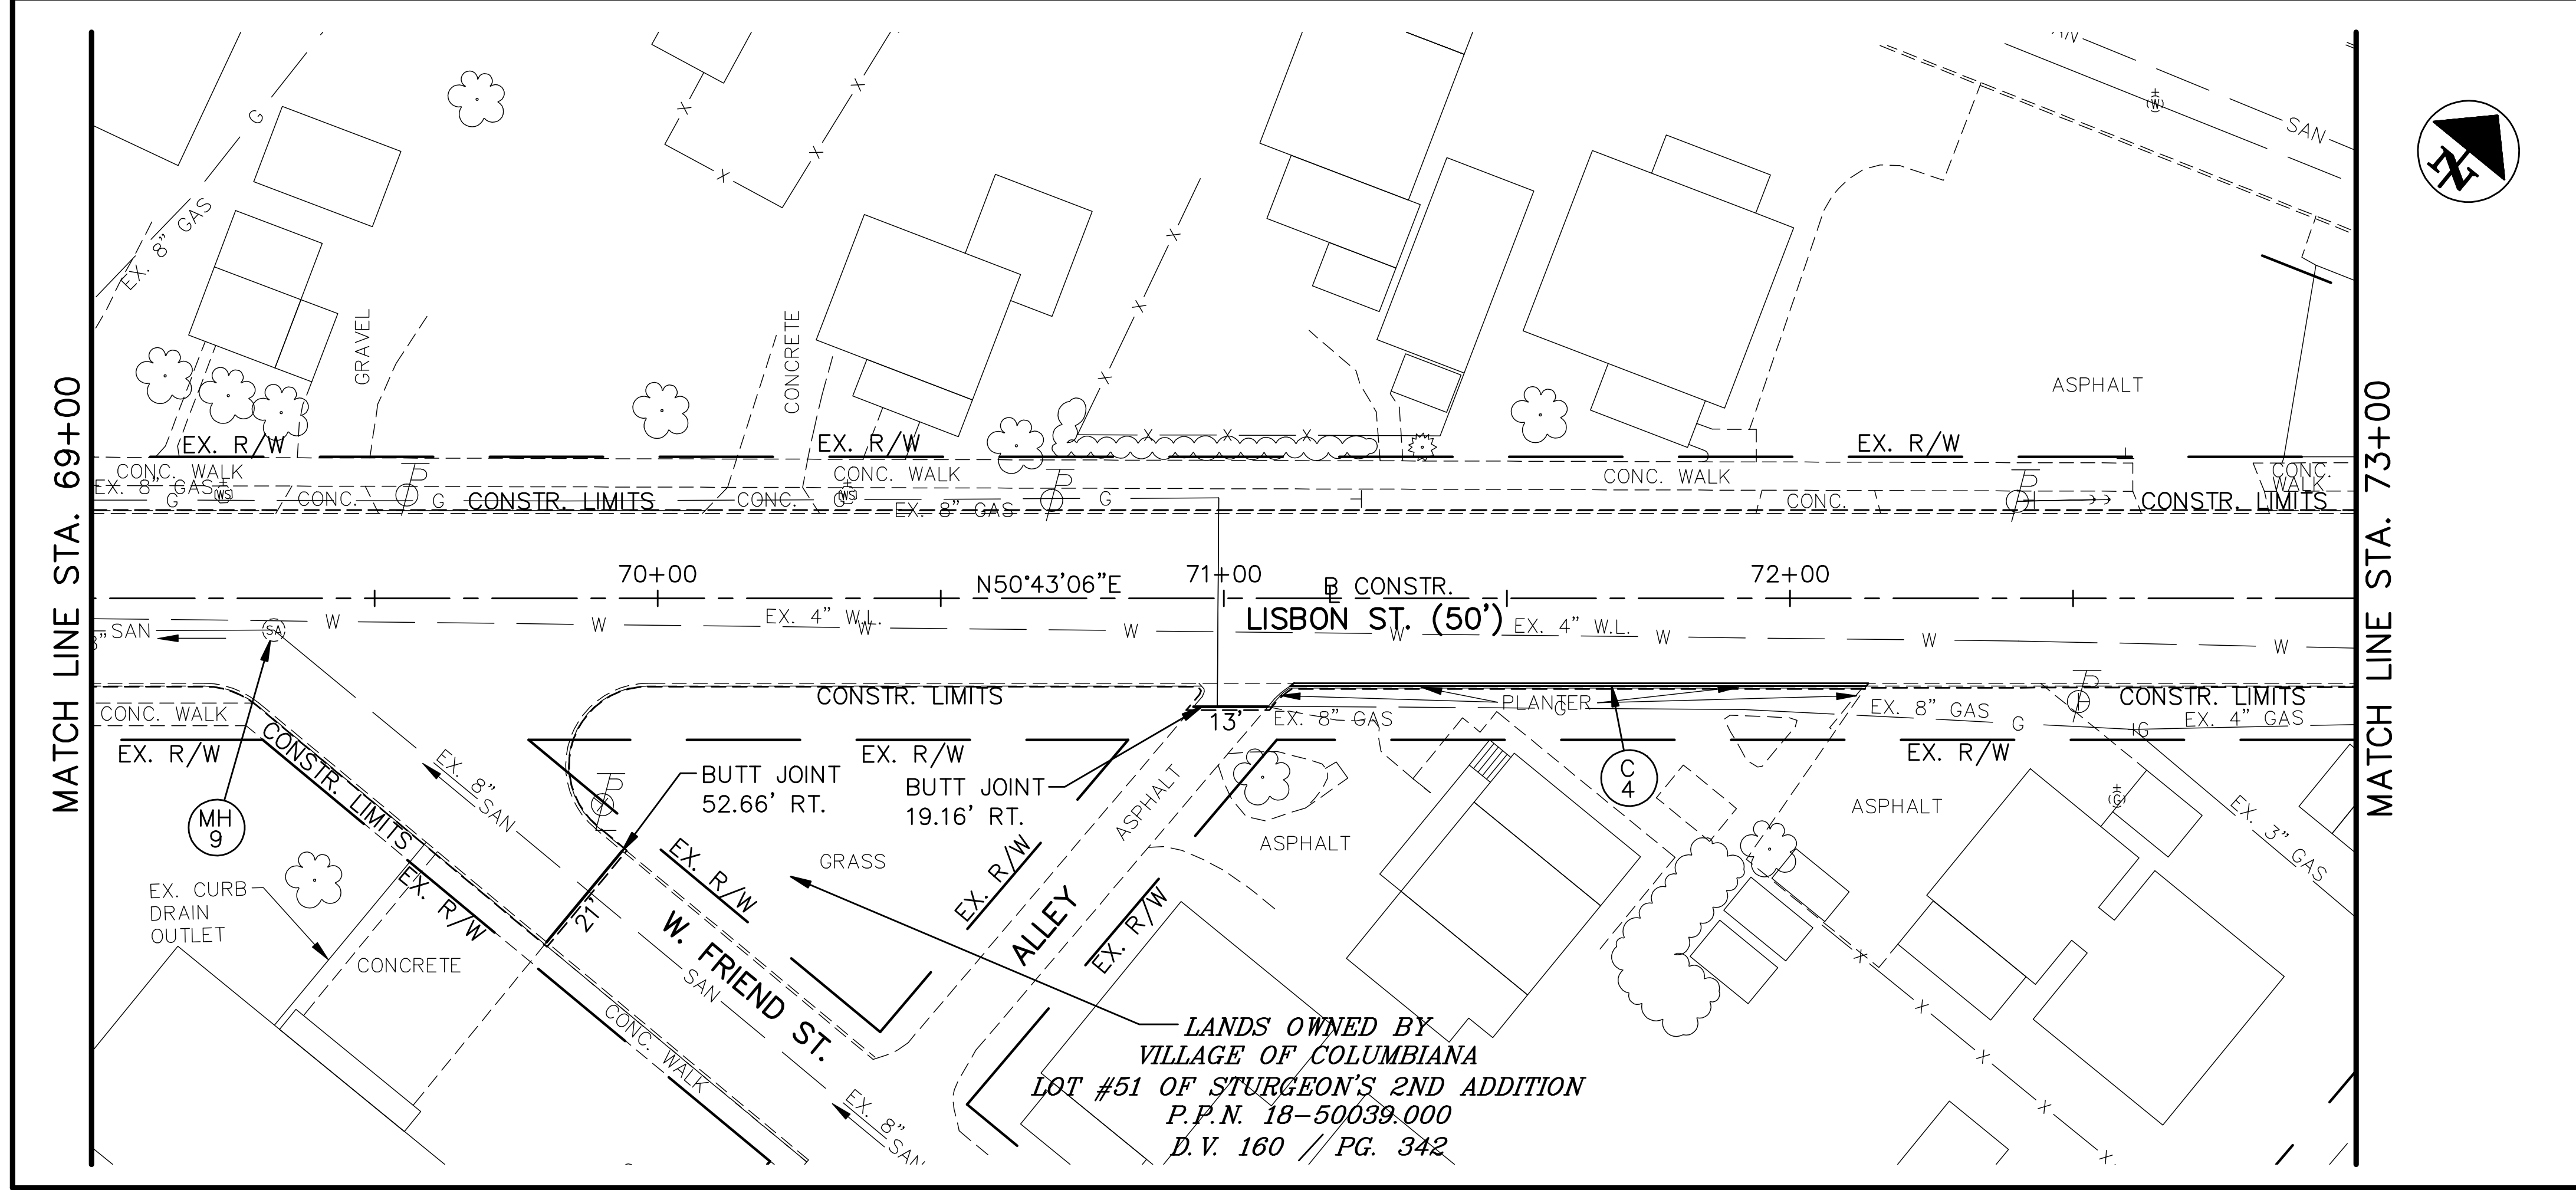 MATCH LINE STA. 69+00
MATCH LINE STA. 73+00
N
SAN
SAN
G
EX. 8" GAS
GRAVEL
CONCRETE
X
X
X
X
X
X
X
X
X
X
X
W
ASPHALT
EX. R/W
EX. R/W
EX. R/W
CONC. WALK
CONC. WALK
CONC. WALK
CONC.
WALK
EX. 8" GAS
G
WS
CONC.
G
CONSTR. LIMITS
CONC.
WS
G
EX. 8" GAS
G
CONC.
CONSTR. LIMITS
70+00
71+00
72+00
N50°43'06"E
B CONSTR.
L
LISBON ST. (50')
8" SAN
SA
W
W
EX. 4" W.L.
W
W
W
EX. 4" W.L.
W
W
W
CONSTR. LIMITS
PLANTER
G
CONSTR. LIMITS
CONC. WALK
EX. R/W
CONSTR. LIMITS
EX. R/W
13'
EX. 8" GAS
EX. 8" GAS
G
EX. 4" GAS
G
EX. R/W
MH
9
EX. 8"
SAN
BUTT JOINT
52.66' RT.
BUTT JOINT
19.16' RT.
C
4
ASPHALT
ASPHALT
ASPHALT
G
EX. 3" GAS
GRASS
EX. R/W
EX. R/W
EX. R/W
EX. R/W
ALLEY
EX. CURB
DRAIN
OUTLET
CONCRETE
21'
W. FRIEND ST.
SAN
CONC. WALK
EX. 8"
SAN
X
X
X
X
X
LANDS OWNED BY
VILLAGE OF COLUMBIANA
LOT #51 OF STURGEON'S 2ND ADDITION
P.P.N. 18-50039.000
D.V. 160 // PG. 342